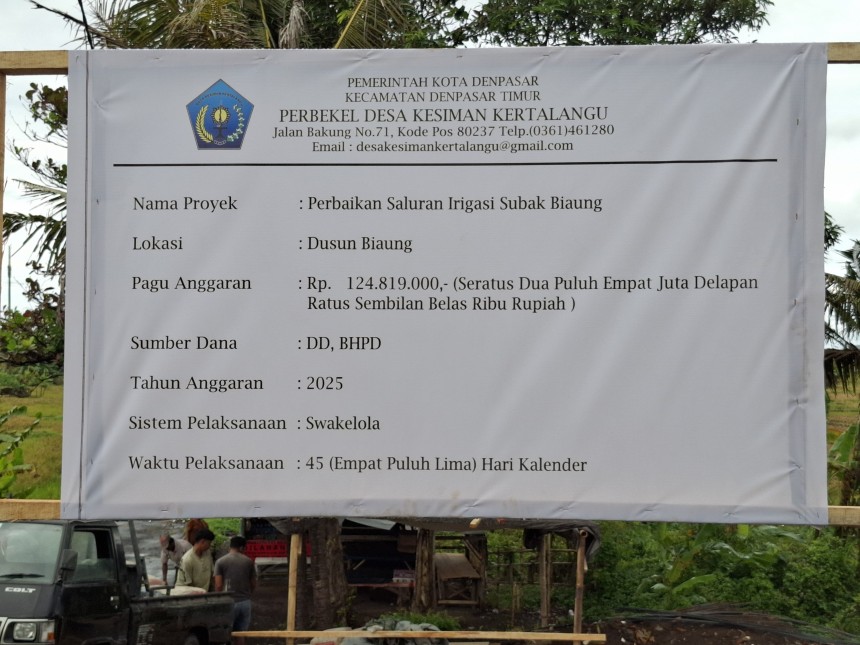 PEMERINTAH KOTA DENPASAR
KECAMATAN DENPASAR TIMUR
PERBEKEL DESA KESIMAN KERTALANGU
Jalan Bakung No.71, Kode Pos 80237 Telp.(0361)461280
Email : desakesimankertalangu@gmail.com
Nama Proyek : Perbaikan Saluran Irigasi Subak Biaung
Lokasi : Dusun Biaung
Pagu Anggaran : Rp. 124.819.000,- (Seratus Dua Puluh Empat Juta Delapan
Ratus Sembilan Belas Ribu Rupiah )
Sumber Dana : DD, BHPD
Tahun Anggaran : 2025
Sistem Pelaksanaan : Swakelola
Waktu Pelaksanaan : 45 (Empat Puluh Lima) Hari Kalender
COLT